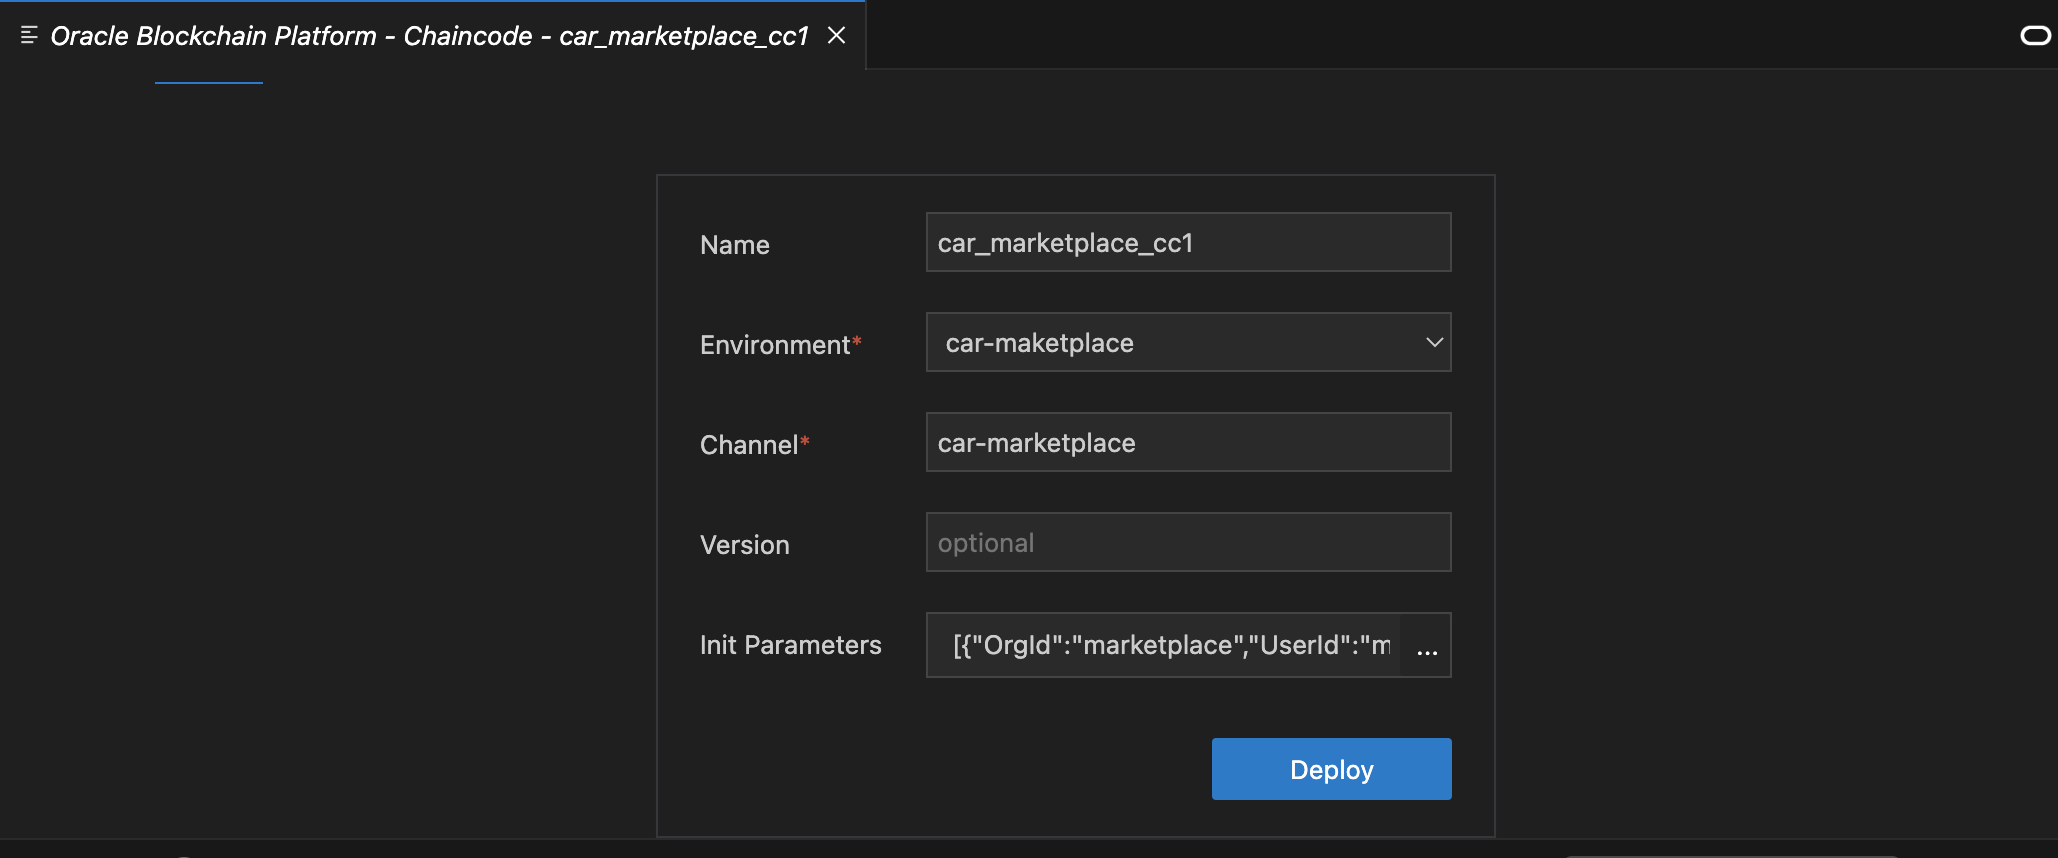 Oracle Blockchain Platform - Chaincode - car_marketplace_cc1
Name car_marketplace_cc1
Environment* car-maketplace
Channel* car-marketplace
Version optional
Init Parameters [{"OrgId":"marketplace","UserId":"m ...
Deploy